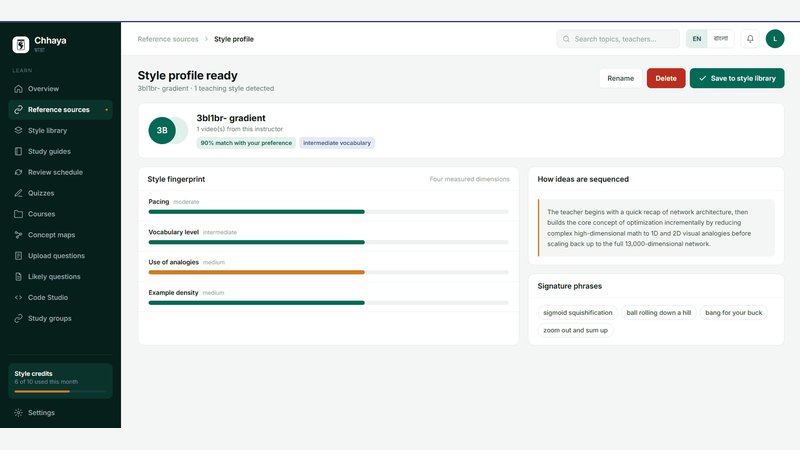 Chhaya
ছায়া
LEARN
Overview
Reference sources
Style library
Study guides
Review schedule
Quizzes
Courses
Concept maps
Upload questions
Likely questions
Code Studio
Study groups
Style credits
6 of 10 used this month
Settings
Reference sources > Style profile
Search topics, teachers...
EN বাংলা
L
Style profile ready
3bl1br- gradient · 1 teaching style detected
Rename
Delete
Save to style library
3B
3bl1br- gradient
1 video(s) from this instructor
90% match with your preference
intermediate vocabulary
Style fingerprint
Four measured dimensions
Pacing moderate
Vocabulary level intermediate
Use of analogies medium
Example density medium
How ideas are sequenced
The teacher begins with a quick recap of network architecture, then
builds the core concept of optimization incrementally by reducing
complex high-dimensional math to 1D and 2D visual analogies before
scaling back up to the full 13,000-dimensional network.
Signature phrases
sigmoid squishification
ball rolling down a hill
bang for your buck
zoom out and sum up